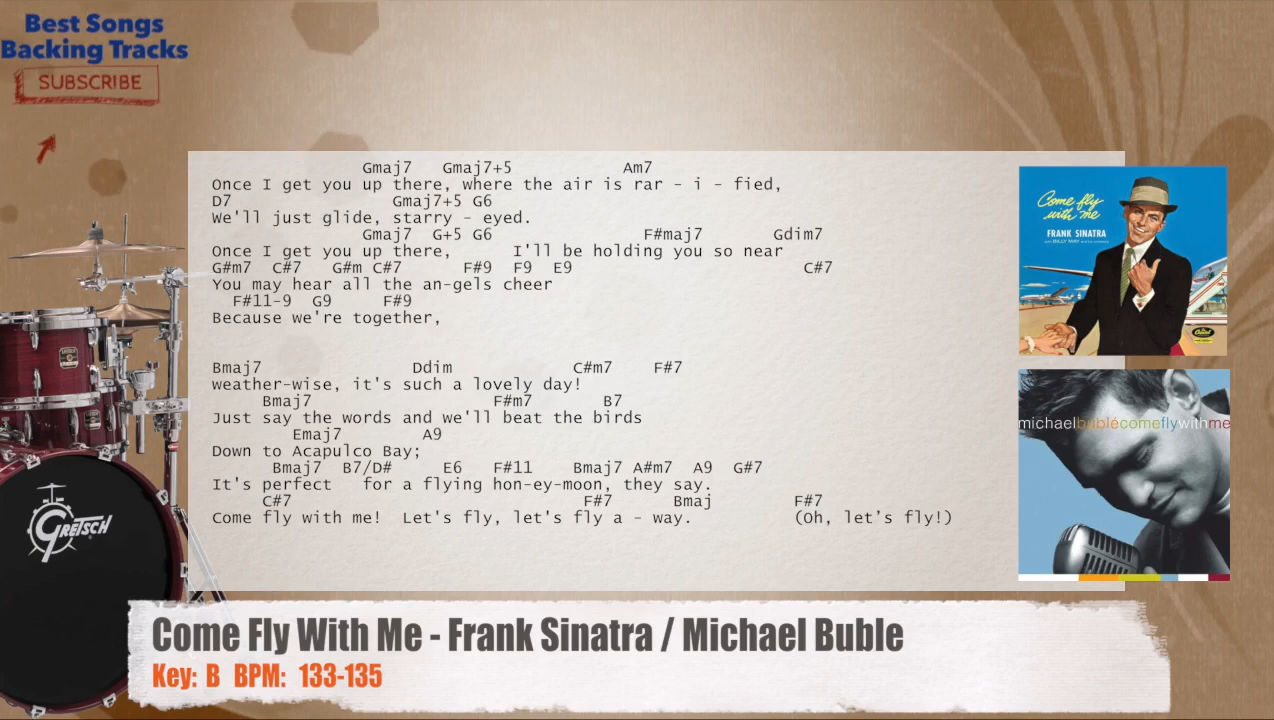 Best Songs
Backing Tracks
SUBSCRIBE
Gmaj7 Gmaj7+5 Am7
Once I get you up there, where the air is rar - i - fied,
D7 Gmaj7+5 G6
We'll just glide, starry - eyed.
Gmaj7 G+5 G6 F#maj7 Gdim7
Once I get you up there, I'll be holding you so near
G#m7 C#7 G#m C#7 F#9 F9 E9 C#7
You may hear all the an-gels cheer
F#11-9 G9 F#9
Because we're together,
Bmaj7 Ddim C#m7 F#7
weather-wise, it's such a lovely day!
Bmaj7 F#m7 B7
Just say the words and we'll beat the birds
Emaj7 A9
Down to Acapulco Bay;
Bmaj7 B7/D# E6 F#11 Bmaj7 A#m7 A9 G#7
It's perfect for a flying hon-ey-moon, they say.
C#7 F#7 Bmaj F#7
Come fly with me! Let's fly, let's fly a - way. (Oh, let’s fly!)
Come fly
with me
FRANK SINATRA
michaelbublécomeflywithme
GRETSCH
Come Fly With Me - Frank Sinatra / Michael Buble
Key: B BPM: 133-135